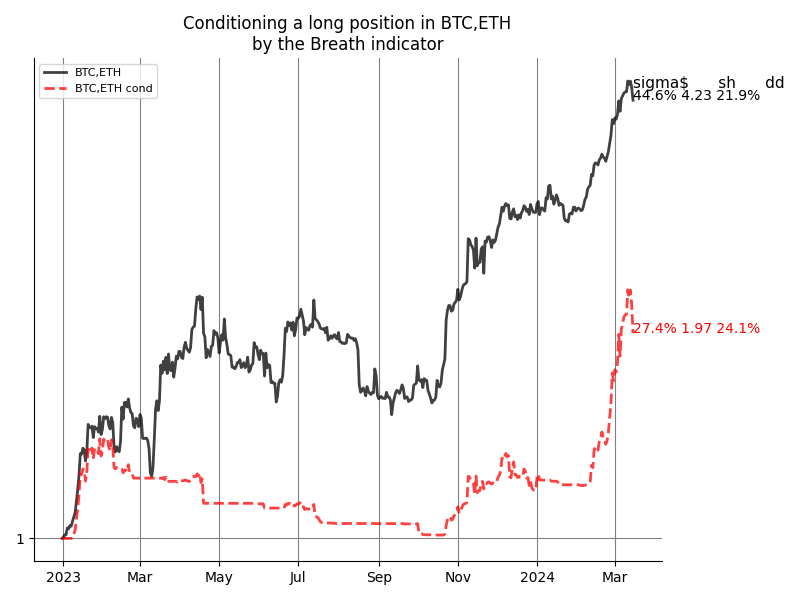 Conditioning a long position in BTC,ETH
by the Breath indicator
BTC,ETH
BTC,ETH cond
sigma$ sh dd
44.6% 4.23 21.9%
27.4% 1.97 24.1%
1
2023 Mar May Jul Sep Nov 2024 Mar